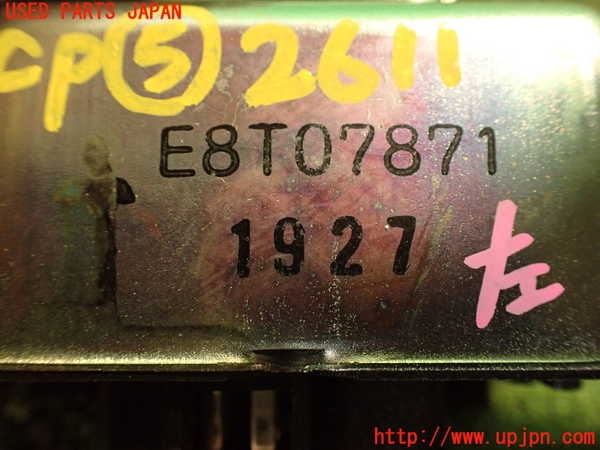 USED PARTS JAPAN
CP⑤2611
E8T07871
1927
左
http://www.upjpn.com/